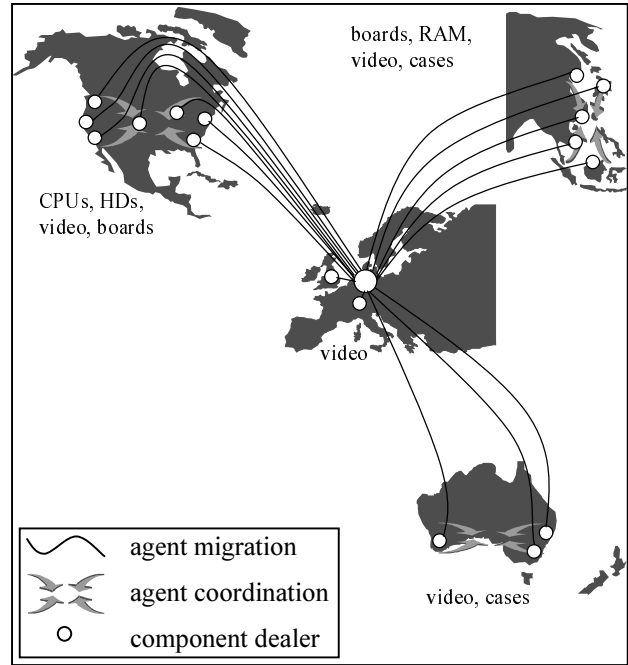 boards, RAM,
video, cases
CPUs, HDs,
video, boards
video
video, cases
agent migration
agent coordination
component dealer